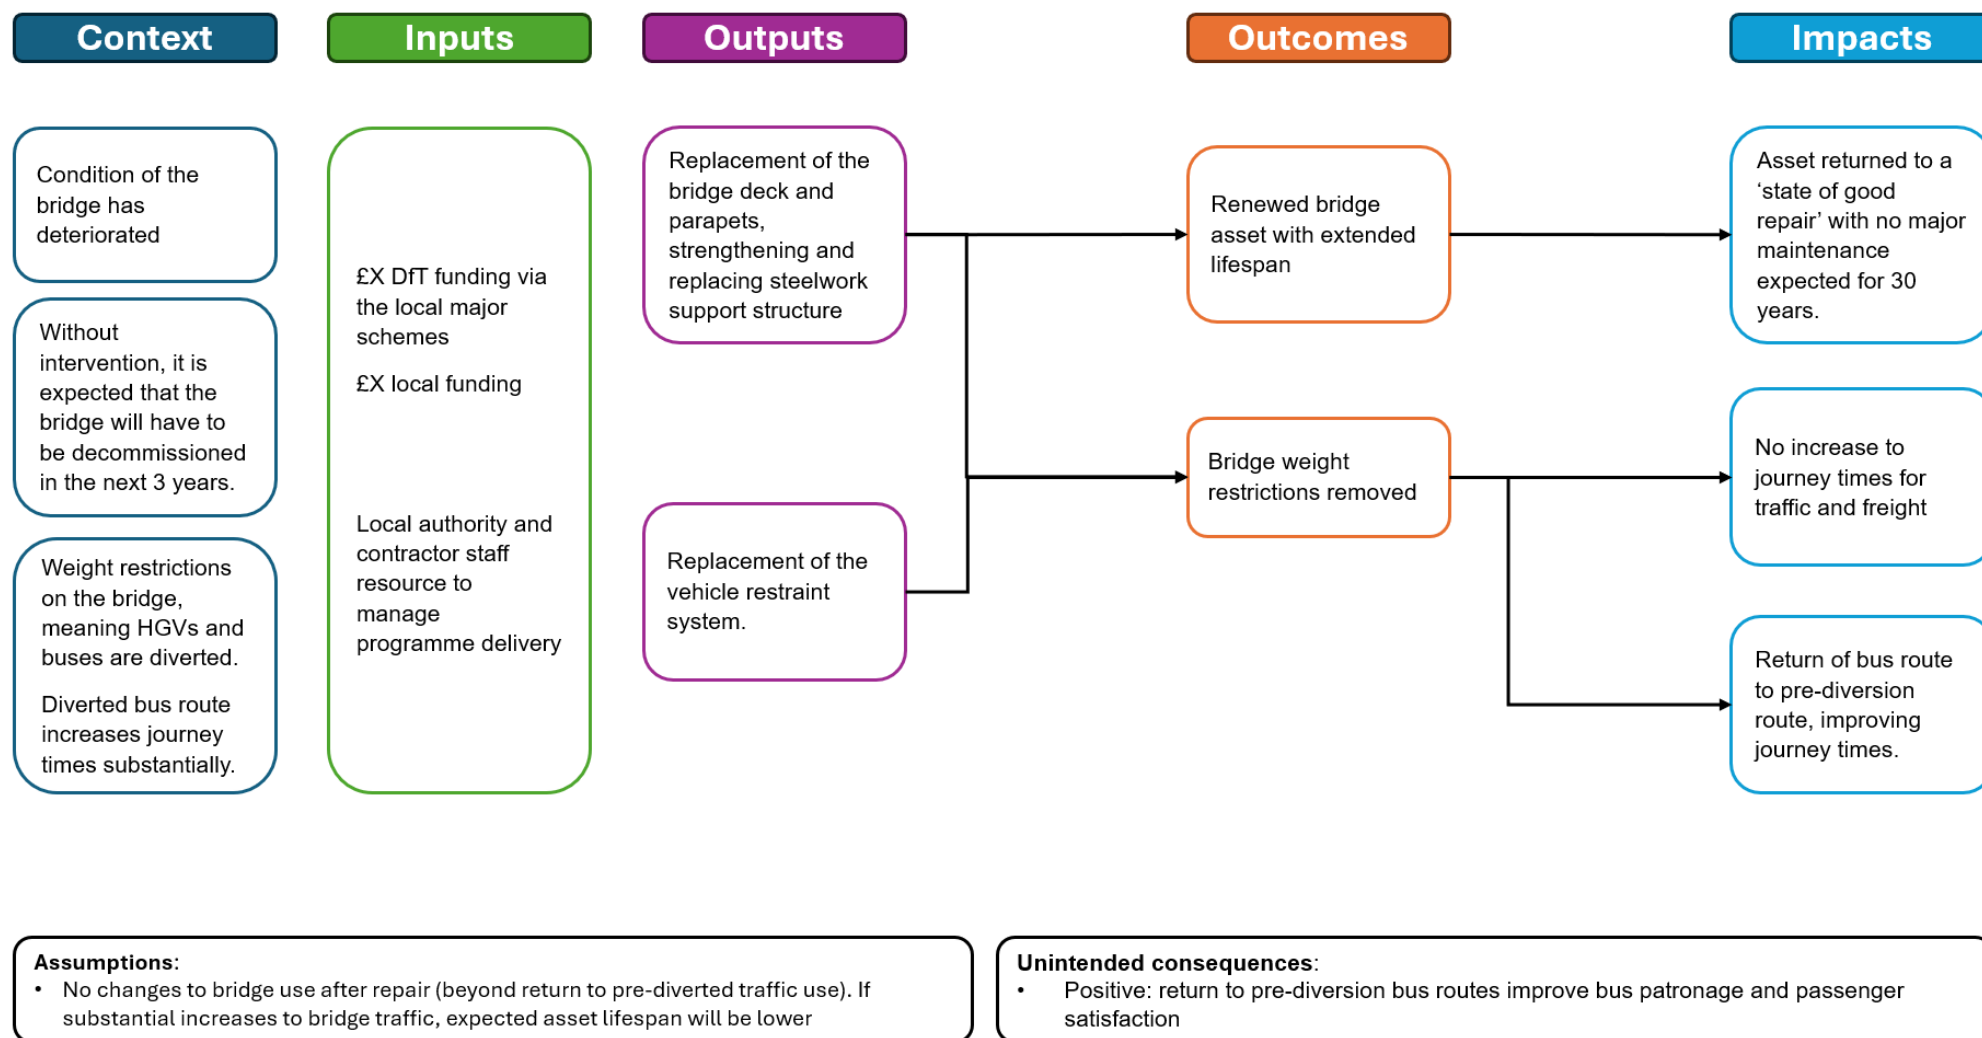 Context
Inputs
Outputs
Outcomes
Impacts
Condition of the
bridge has
deteriorated
Without
intervention, it is
expected that the
bridge will have to
be decommissioned
in the next 3 years.
Weight restrictions
on the bridge,
meaning HGVs and
buses are diverted.
Diverted bus route
increases journey
times substantially.
£X DfT funding via
the local major
schemes
£X local funding
Local authority and
contractor staff
resource to
manage
programme delivery
Replacement of the
bridge deck and
parapets,
strengthening and
replacing steelwork
support structure
Replacement of the
vehicle restraint
system.
Renewed bridge
asset with extended
lifespan
Bridge weight
restrictions removed
Asset returned to a
‘state of good
repair’ with no major
maintenance
expected for 30
years.
No increase to
journey times for
traffic and freight
Return of bus route
to pre-diversion
route, improving
journey times.
Assumptions:
• No changes to bridge use after repair (beyond return to pre-diverted traffic use). If
substantial increases to bridge traffic, expected asset lifespan will be lower
Unintended consequences:
• Positive: return to pre-diversion bus routes improve bus patronage and passenger
satisfaction